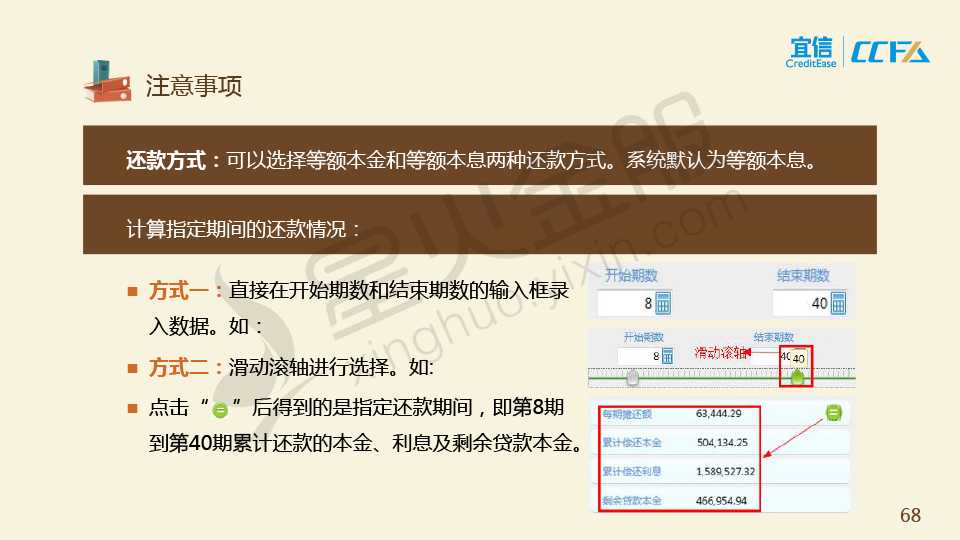 宜信
CreditEase
CCFA
注意事项
还款方式：可以选择等额本金和等额本息两种还款方式。系统默认为等额本息。
计算指定期间的还款情况：
方式一：直接在开始期数和结束期数的输入框录
入数据。如：
方式二：滑动滚轴进行选择。如:
点击“ = ”后得到的是指定还款期间，即第8期
到第40期累计还款的本金、利息及剩余贷款本金。
开始期数 结束期数
8 40
开始期数 结束期数
8 滑动滚轴 40 40
每期摊还额 63,444.29
累计偿还本金 504,134.25
累计偿还利息 1,589,527.32
剩余贷款本金 466,954.94
星火金服
xinghuo.yixin.com
68